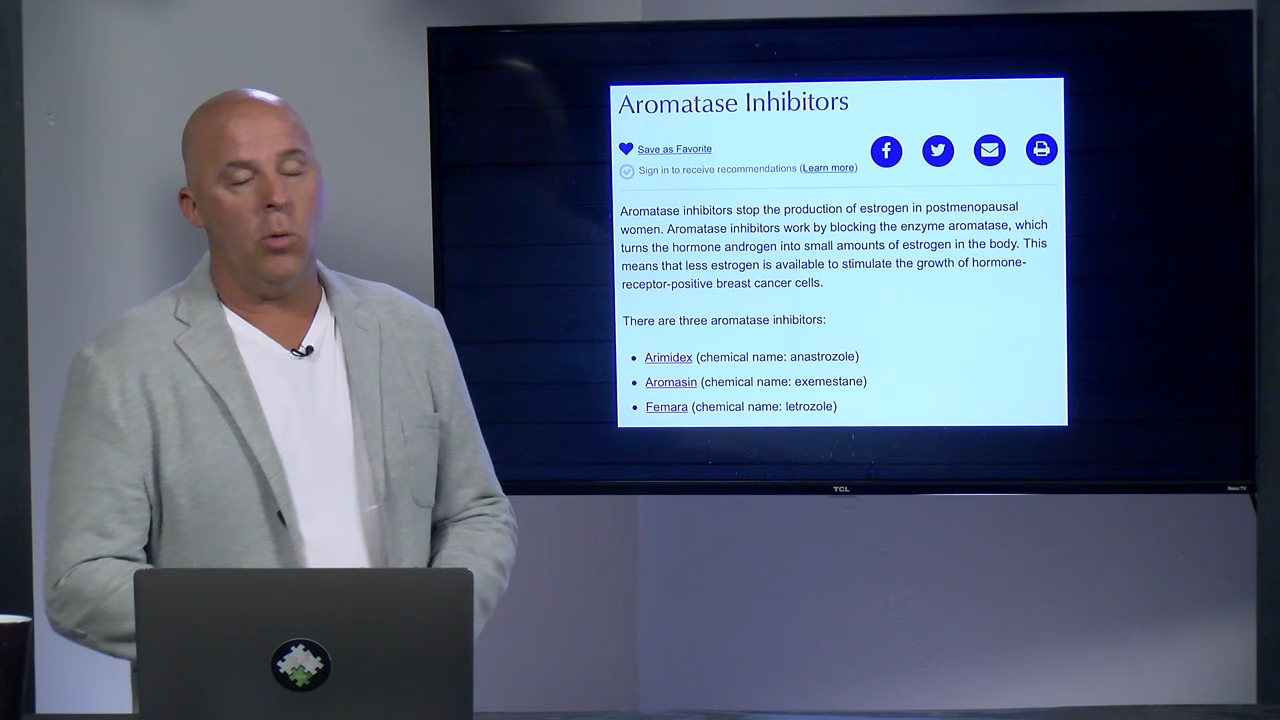 Aromatase Inhibitors
Save as Favorite
Sign in to receive recommendations (Learn more)
Aromatase inhibitors stop the production of estrogen in postmenopausal
women. Aromatase inhibitors work by blocking the enzyme aromatase, which
turns the hormone androgen into small amounts of estrogen in the body. This
means that less estrogen is available to stimulate the growth of hormone-
receptor-positive breast cancer cells.
There are three aromatase inhibitors:
• Arimidex (chemical name: anastrozole)
• Aromasin (chemical name: exemestane)
• Femara (chemical name: letrozole)
TCL
Roku TV